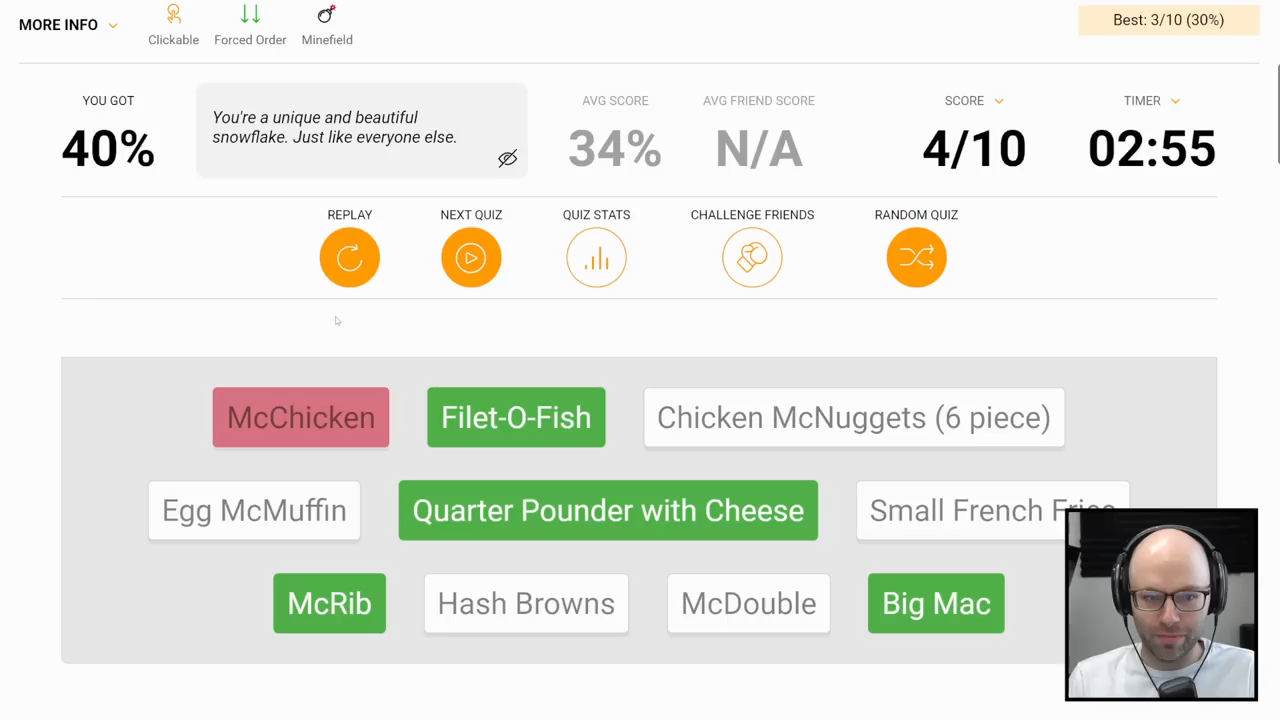 MORE INFO
Clickable
Forced Order
Minefield
Best: 3/10 (30%)
YOU GOT
40%
You're a unique and beautiful
snowflake. Just like everyone else.
AVG SCORE
34%
AVG FRIEND SCORE
N/A
SCORE
4/10
TIMER
02:55
REPLAY
NEXT QUIZ
QUIZ STATS
CHALLENGE FRIENDS
RANDOM QUIZ
McChicken
Filet-O-Fish
Chicken McNuggets (6 piece)
Egg McMuffin
Quarter Pounder with Cheese
Small French Fries
McRib
Hash Browns
McDouble
Big Mac